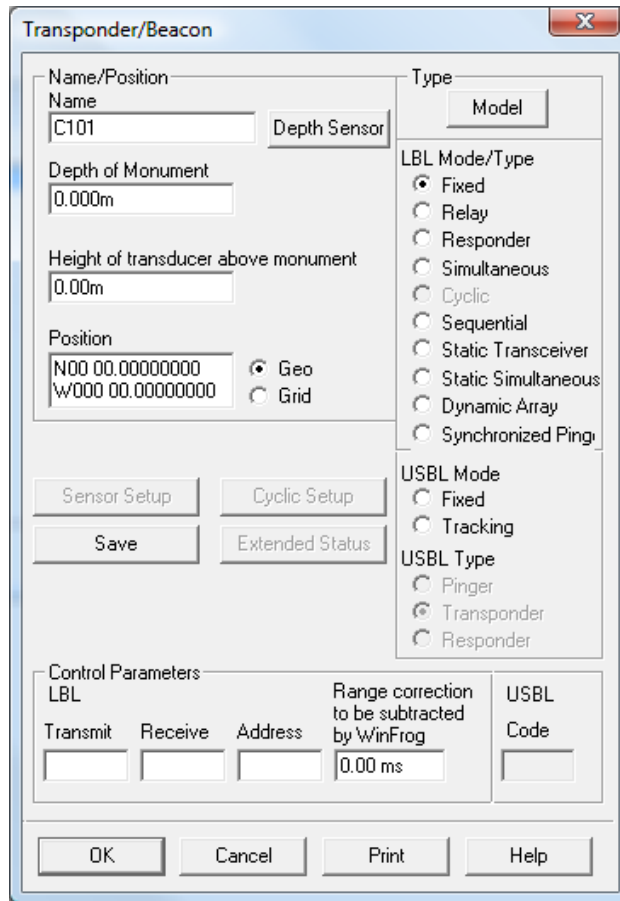 Transponder/Beacon
Name/Position
Name
C101
Depth Sensor
Depth of Monument
0.000m
Height of transducer above monument
0.00m
Position
N00 00.00000000
W000 00.00000000
Geo
Grid
Type
Model
LBL Mode/Type
Fixed
Relay
Responder
Simultaneous
Cyclic
Sequential
Static Transceiver
Static Simultaneous
Dynamic Array
Synchronized Ping
USBL Mode
Fixed
Tracking
USBL Type
Pinger
Transponder
Responder
Sensor Setup
Cyclic Setup
Save
Extended Status
Control Parameters
LBL
Transmit
Receive
Address
Range correction
to be subtracted
by WinFrog
0.00 ms
USBL
Code
OK
Cancel
Print
Help